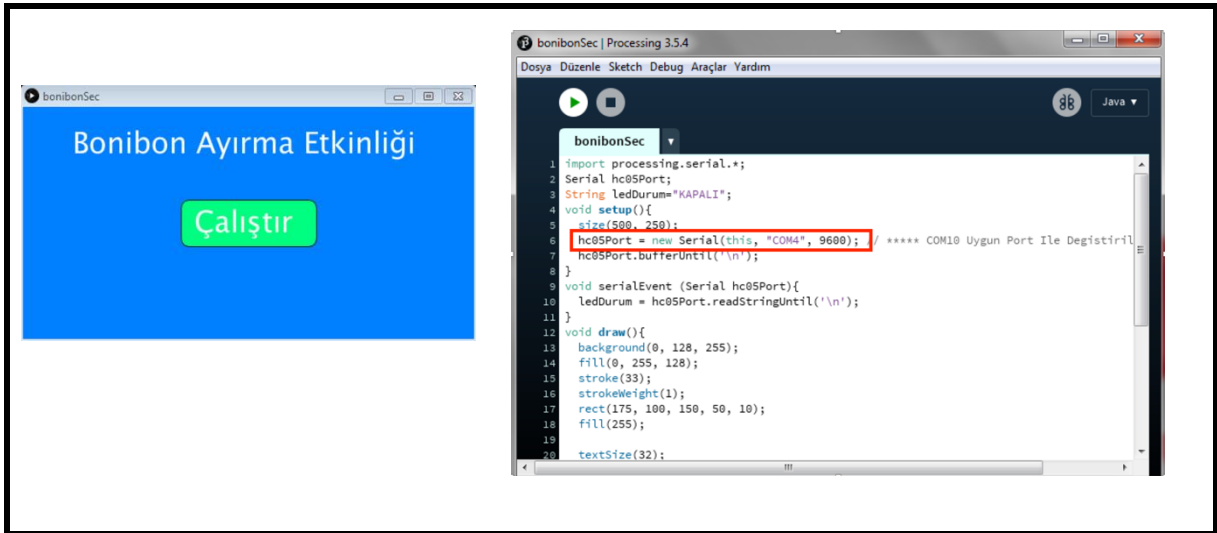 bonibonSec
Bonibon Ayırma Etkinliği
Çalıştır
bonibonSec | Processing 3.5.4
Dosya Düzenle Sketch Debug Araçlar Yardım
Java
bonibonSec
1 import processing.serial.*;
2 Serial hc05Port;
3 String ledDurum="KAPALI";
4 void setup(){
5 size(500, 250);
6 hc05Port = new Serial(this, "COM4", 9600); // ***** COM10 Uygun Port Ile Degistiril
7 hc05Port.bufferUntil('\n');
8 }
9 void serialEvent (Serial hc05Port){
10 ledDurum = hc05Port.readStringUntil('\n');
11 }
12 void draw(){
13 background(0, 128, 255);
14 fill(0, 255, 128);
15 stroke(33);
16 strokeWeight(1);
17 rect(175, 100, 150, 50, 10);
18 fill(255);
19
20 textSize(32);